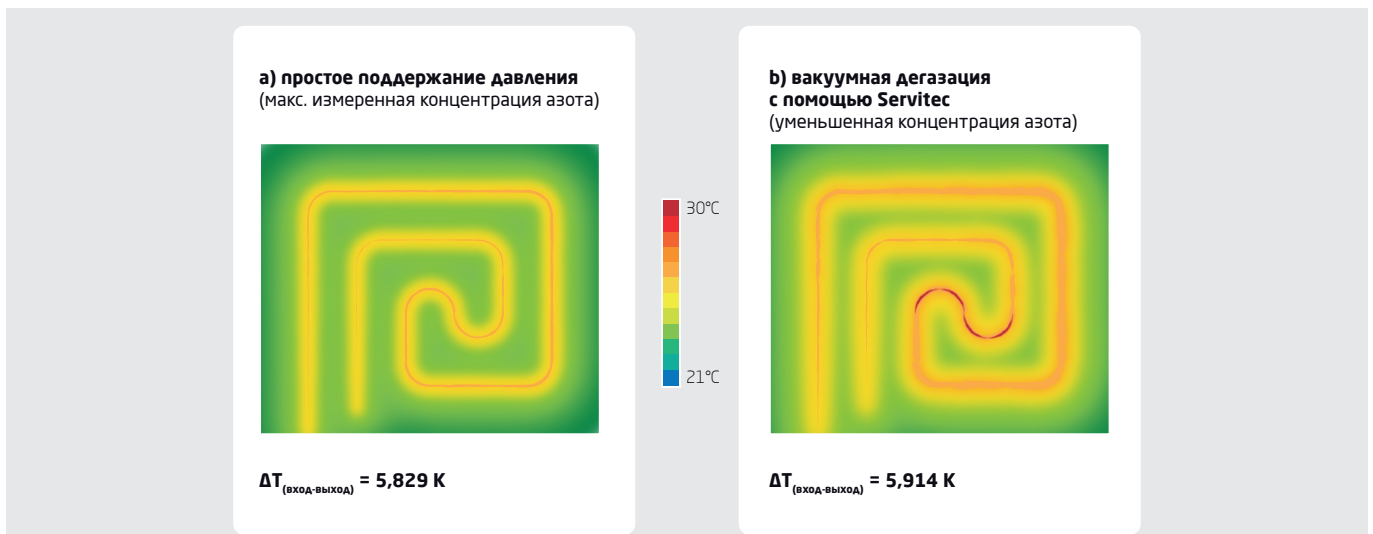 a) простое поддержание давления
(макс. измеренная концентрация азота)
ΔT(вход-выход) = 5,829 K
30°C
21°C
b) вакуумная дегазация
с помощью Servitec
(уменьшенная концентрация азота)
ΔT(вход-выход) = 5,914 K